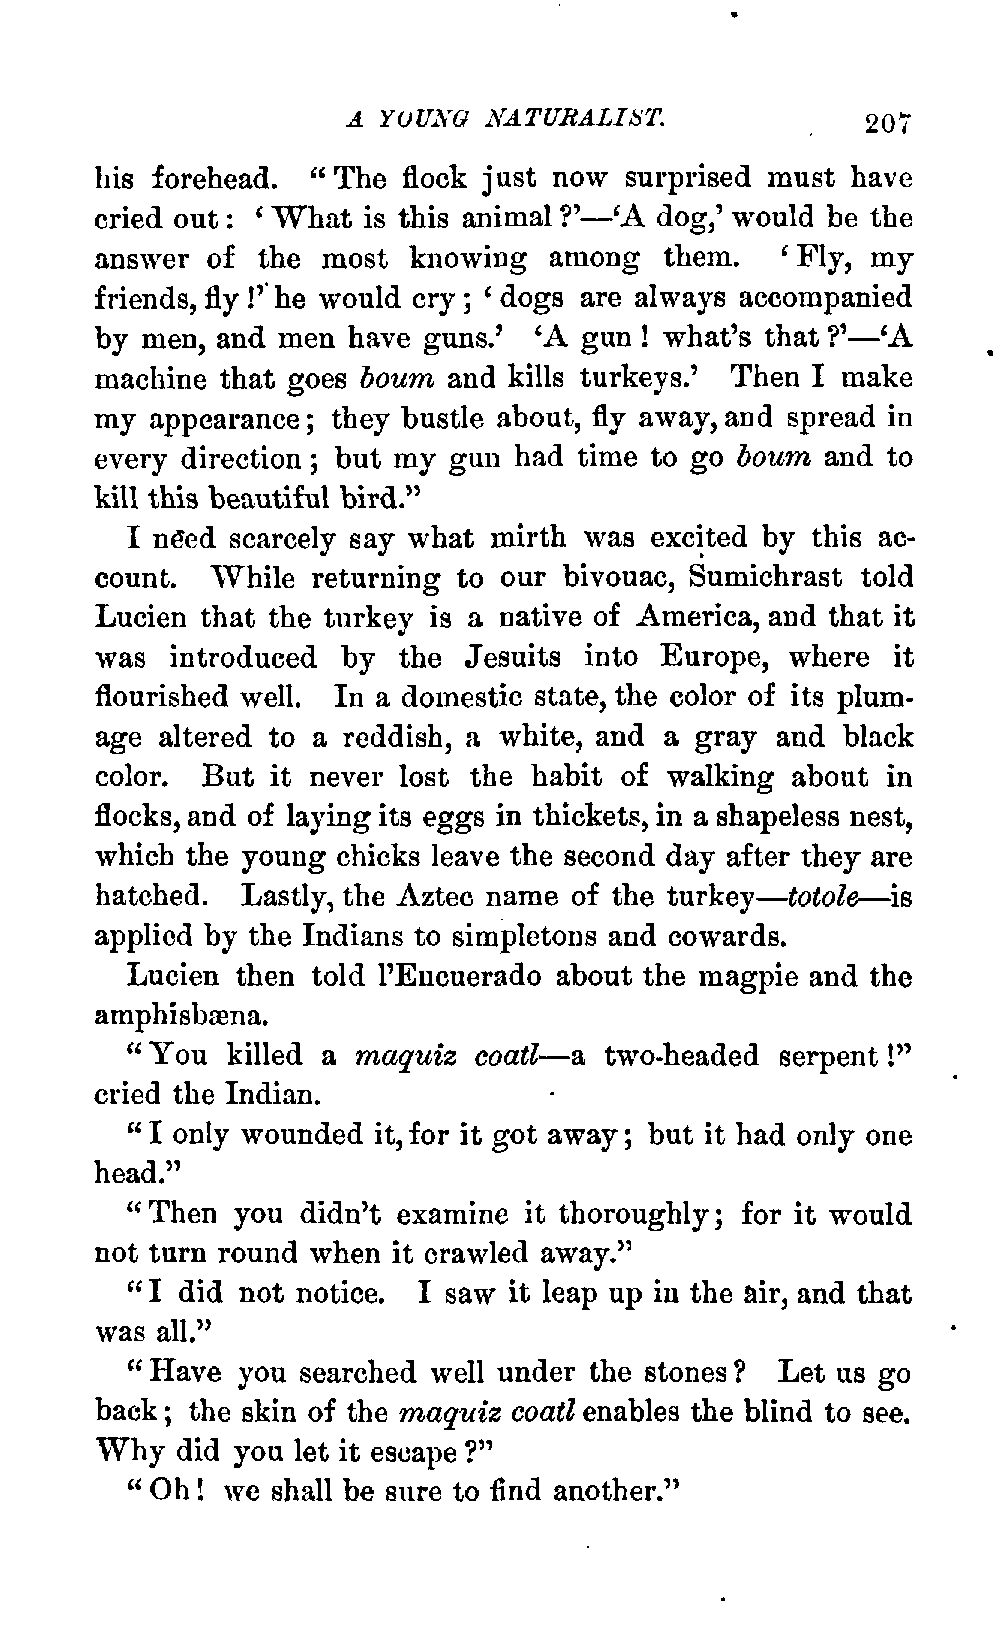 A YOUNG NATURALIST. 207
his forehead. "The flock just now surprised must have
cried out: 'What is this animal?'—'A dog,' would be the
answer of the most knowing among them. 'Fly, my
friends, fly!' he would cry; 'dogs are always accompanied
by men, and men have guns.' 'A gun! what's that?'—'A
machine that goes boum and kills turkeys.' Then I make
my appearance; they bustle about, fly away, and spread in
every direction; but my gun had time to go boum and to
kill this beautiful bird."
I need scarcely say what mirth was excited by this ac-
count. While returning to our bivouac, Sumichrast told
Lucien that the turkey is a native of America, and that it
was introduced by the Jesuits into Europe, where it
flourished well. In a domestic state, the color of its plum-
age altered to a reddish, a white, and a gray and black
color. But it never lost the habit of walking about in
flocks, and of laying its eggs in thickets, in a shapeless nest,
which the young chicks leave the second day after they are
hatched. Lastly, the Aztec name of the turkey—totole—is
applied by the Indians to simpletons and cowards.
Lucien then told l'Encuerado about the magpie and the
amphisbæna.
"You killed a maquiz coatl—a two-headed serpent!"
cried the Indian.
"I only wounded it, for it got away; but it had only one
head."
"Then you didn't examine it thoroughly; for it would
not turn round when it crawled away."
"I did not notice. I saw it leap up in the air, and that
was all."
"Have you searched well under the stones? Let us go
back; the skin of the maquiz coatl enables the blind to see.
Why did you let it escape?"
"Oh! we shall be sure to find another."